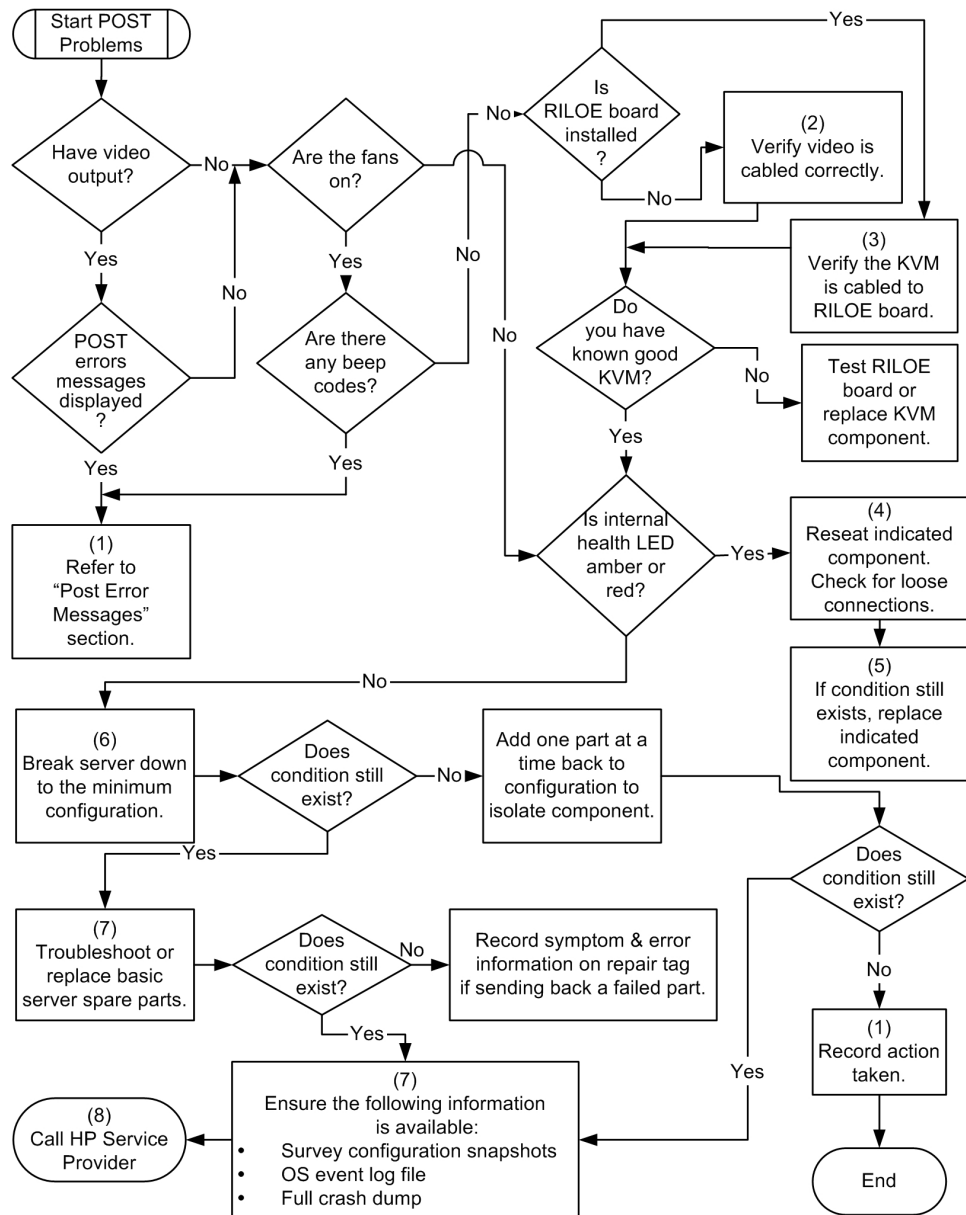 Start POST
Problems
Have video
output?
No
Yes
POST
errors
messages
displayed
?
No
Yes
(1)
Refer to
“Post Error
Messages”
section.
Are the fans
on?
Yes
No
Are there
any beep
codes?
No
Yes
Is
RILOE board
installed
?
Yes
No
(2)
Verify video is
cabled correctly.
(3)
Verify the KVM
is cabled to
RILOE board.
Do
you have
known good
KVM?
No
Yes
Test RILOE
board or
replace KVM
component.
Is internal
health LED
amber or
red?
Yes
No
(4)
Reseat indicated
component.
Check for loose
connections.
(5)
If condition still
exists, replace
indicated
component.
(6)
Break server down
to the minimum
configuration.
Does
condition still
exist?
No
Yes
Add one part at a
time back to
configuration to
isolate component.
Does
condition still
exist?
Yes
No
(7)
Troubleshoot or
replace basic
server spare parts.
Does
condition still
exist?
No
Yes
Record symptom & error
information on repair tag
if sending back a failed part.
(1)
Record action
taken.
End
(7)
Ensure the following information
is available:
• Survey configuration snapshots
• OS event log file
• Full crash dump
(8)
Call HP Service
Provider